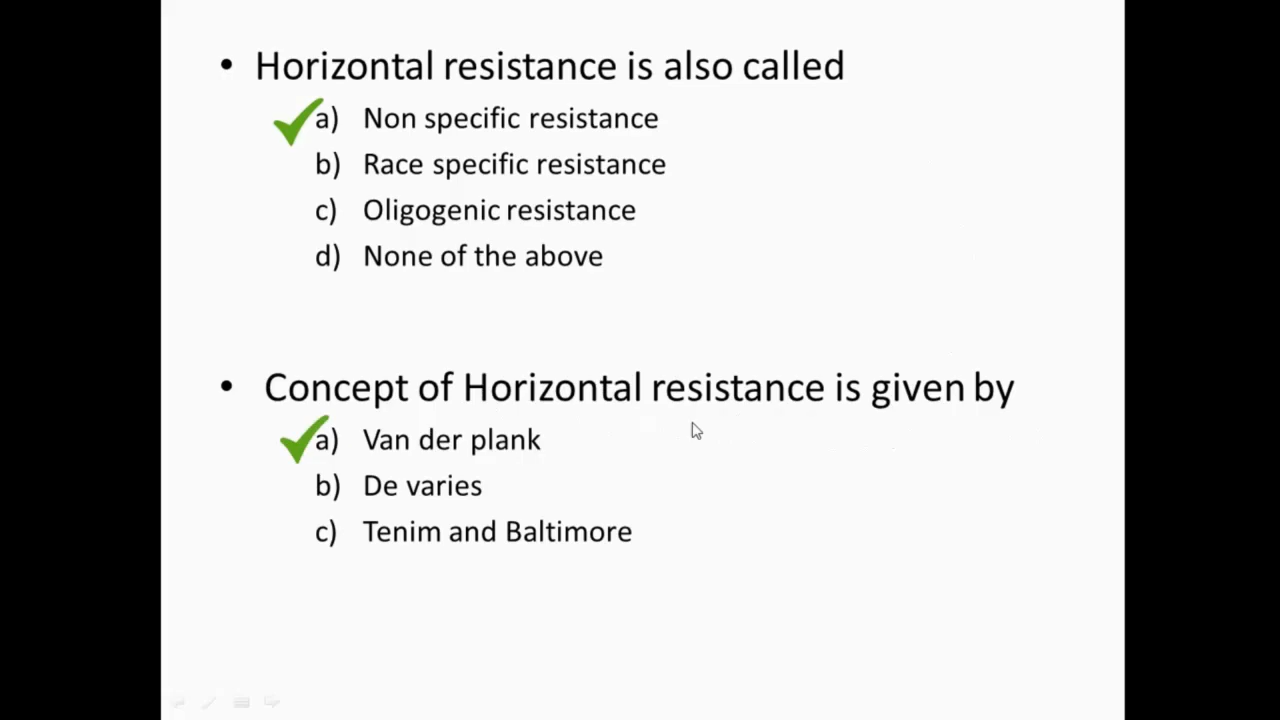 • Horizontal resistance is also called
a) Non specific resistance
b) Race specific resistance
c) Oligogenic resistance
d) None of the above
• Concept of Horizontal resistance is given by
a) Van der plank
b) De varies
c) Tenim and Baltimore